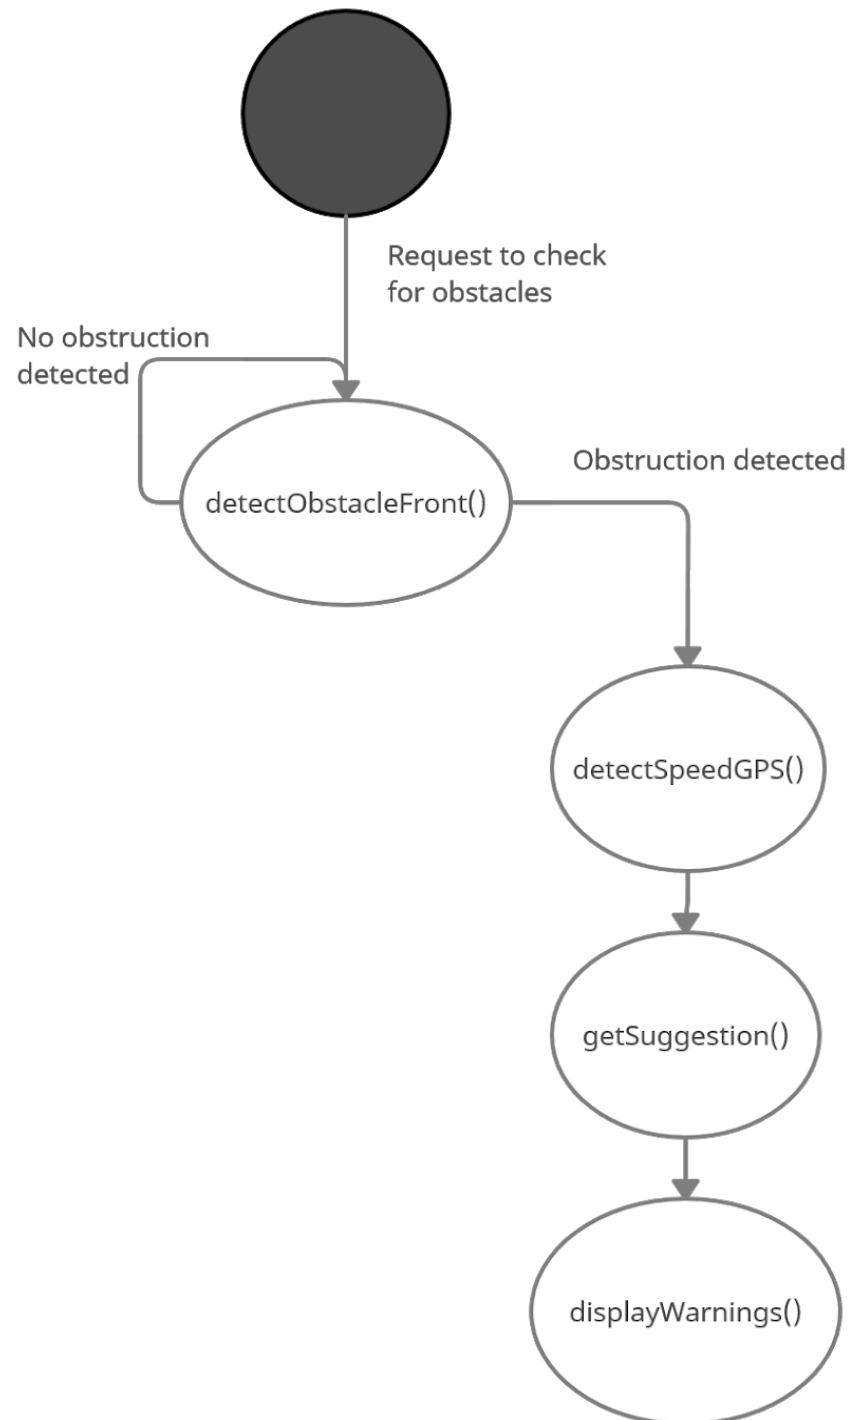 Request to check
for obstacles
No obstruction
detected
Obstruction detected
detectObstacleFront()
detectSpeedGPS()
getSuggestion()
displayWarnings()